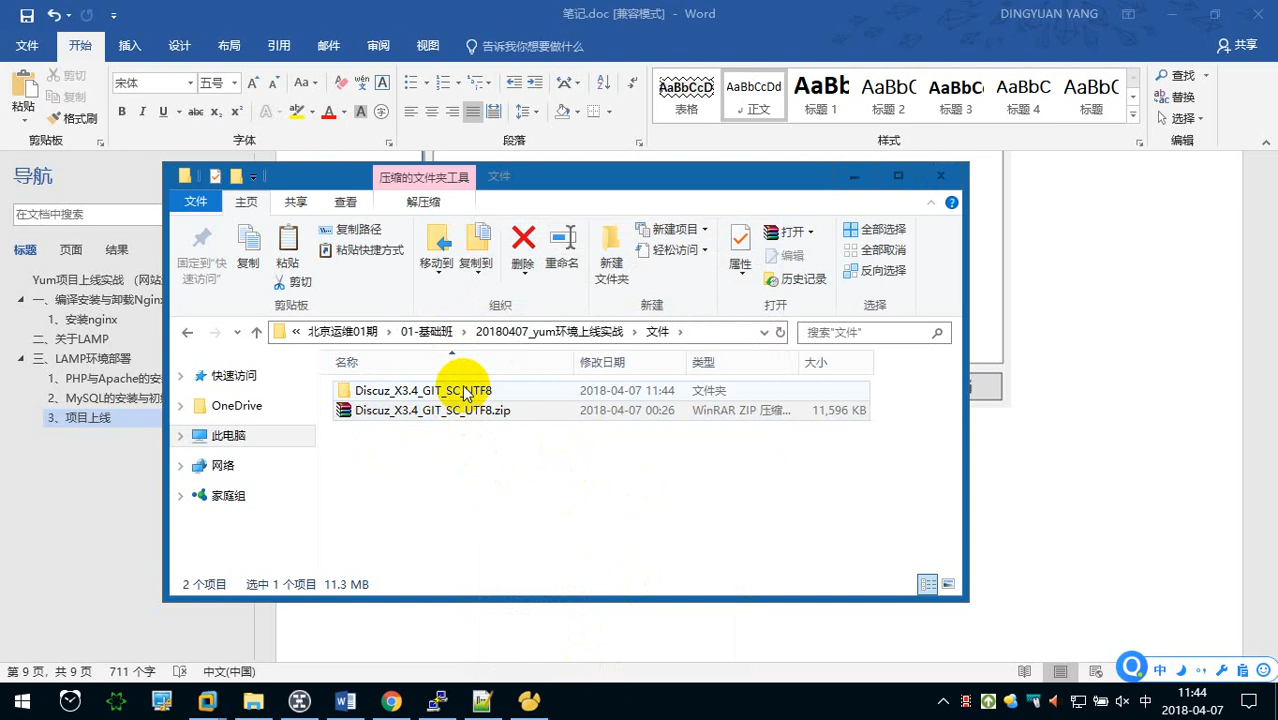 笔记.doc [兼容模式] - Word
DINGYUAN YANG
文件 开始 插入 设计 布局 引用 邮件 审阅 视图 告诉我你想要做什么 共享
粘贴 剪切 复制 格式刷
宋体 五号
AaBbCcD 表格 AaBbCcDd 正文 AaBb 标题 1 AaBbC 标题 2 AaBbC 标题 3 AaBbC 标题 4 AaBbC 标题
查找 替换 选择
剪贴板 字体 段落 样式 编辑
导航
在文档中搜索
标题 页面 结果
Yum项目上线实战 (网站
一、编译安装与卸载Nginx
1、安装nginx
二、关于LAMP
三、LAMP环境部署
1、PHP与Apache的安
2、MySQL的安装与初
3、项目上线
压缩的文件夹工具 文件
文件 主页 共享 查看 解压缩
固定到"快速访问" 复制 粘贴 复制路径 粘贴快捷方式 剪切
移动到 复制到 删除 重命名
新建文件夹 新建项目 轻松访问
属性 打开 编辑 历史记录
全部选择 全部取消 反向选择
剪贴板 组织 新建 打开 选择
« 北京运维01期 › 01-基础班 › 20180407_yum环境上线实战 › 文件 ›
搜索"文件"
名称 修改日期 类型 大小
Discuz_X3.4_GIT_SC_UTF8 2018-04-07 11:44 文件夹
Discuz_X3.4_GIT_SC_UTF8.zip 2018-04-07 00:26 WinRAR ZIP 压缩... 11,596 KB
快速访问
OneDrive
此电脑
网络
家庭组
2 个项目 选中 1 个项目 11.3 MB
第 9 页，共 9 页 711 个字 中文(中国)
中
中 11:44
2018-04-07